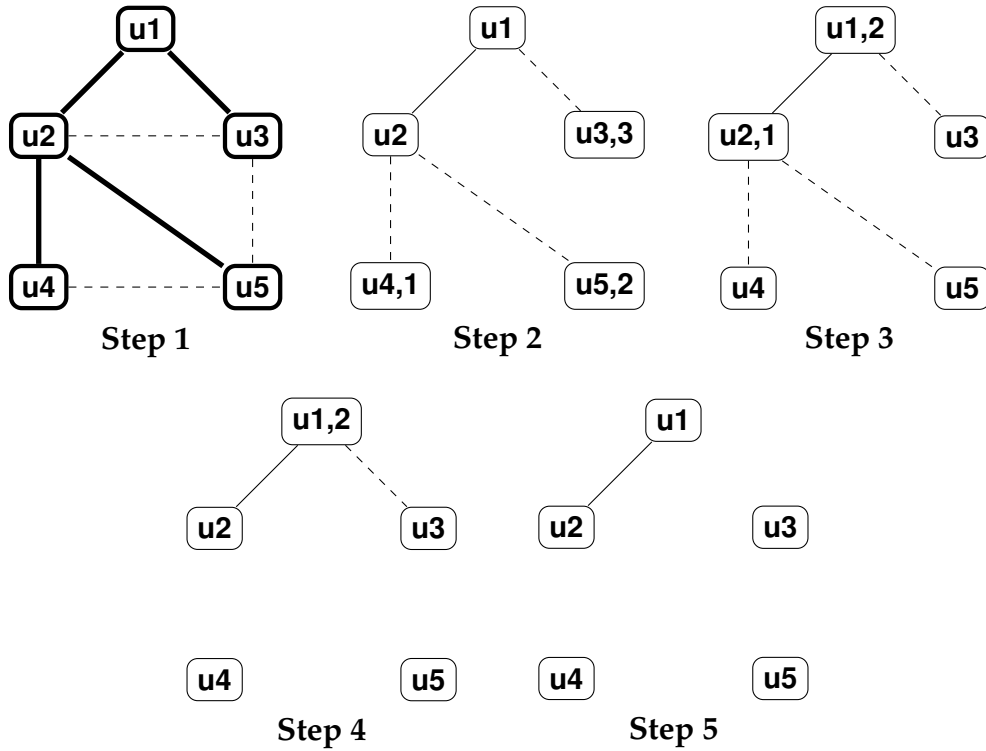 u1
u2 u3
u4 u5
Step 1
u1
u2 u3,3
u4,1 u5,2
Step 2
u1,2
u2,1 u3
u4 u5
Step 3
u1,2
u2 u3
u4 u5
Step 4
u1
u2 u3
u4 u5
Step 5